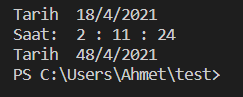 Tarih  18/4/2021
Saat:  2 : 11 : 24
Tarih  48/4/2021
PS C:\Users\Ahmet\test>